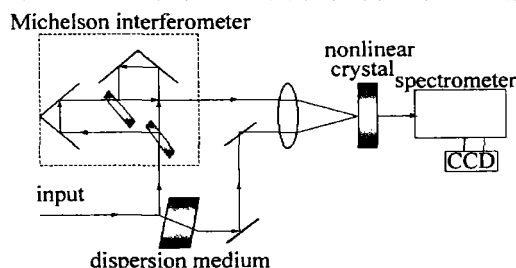 Michelson interferometer
nonlinear
crystal
spectrometer
CCD
input
dispersion medium